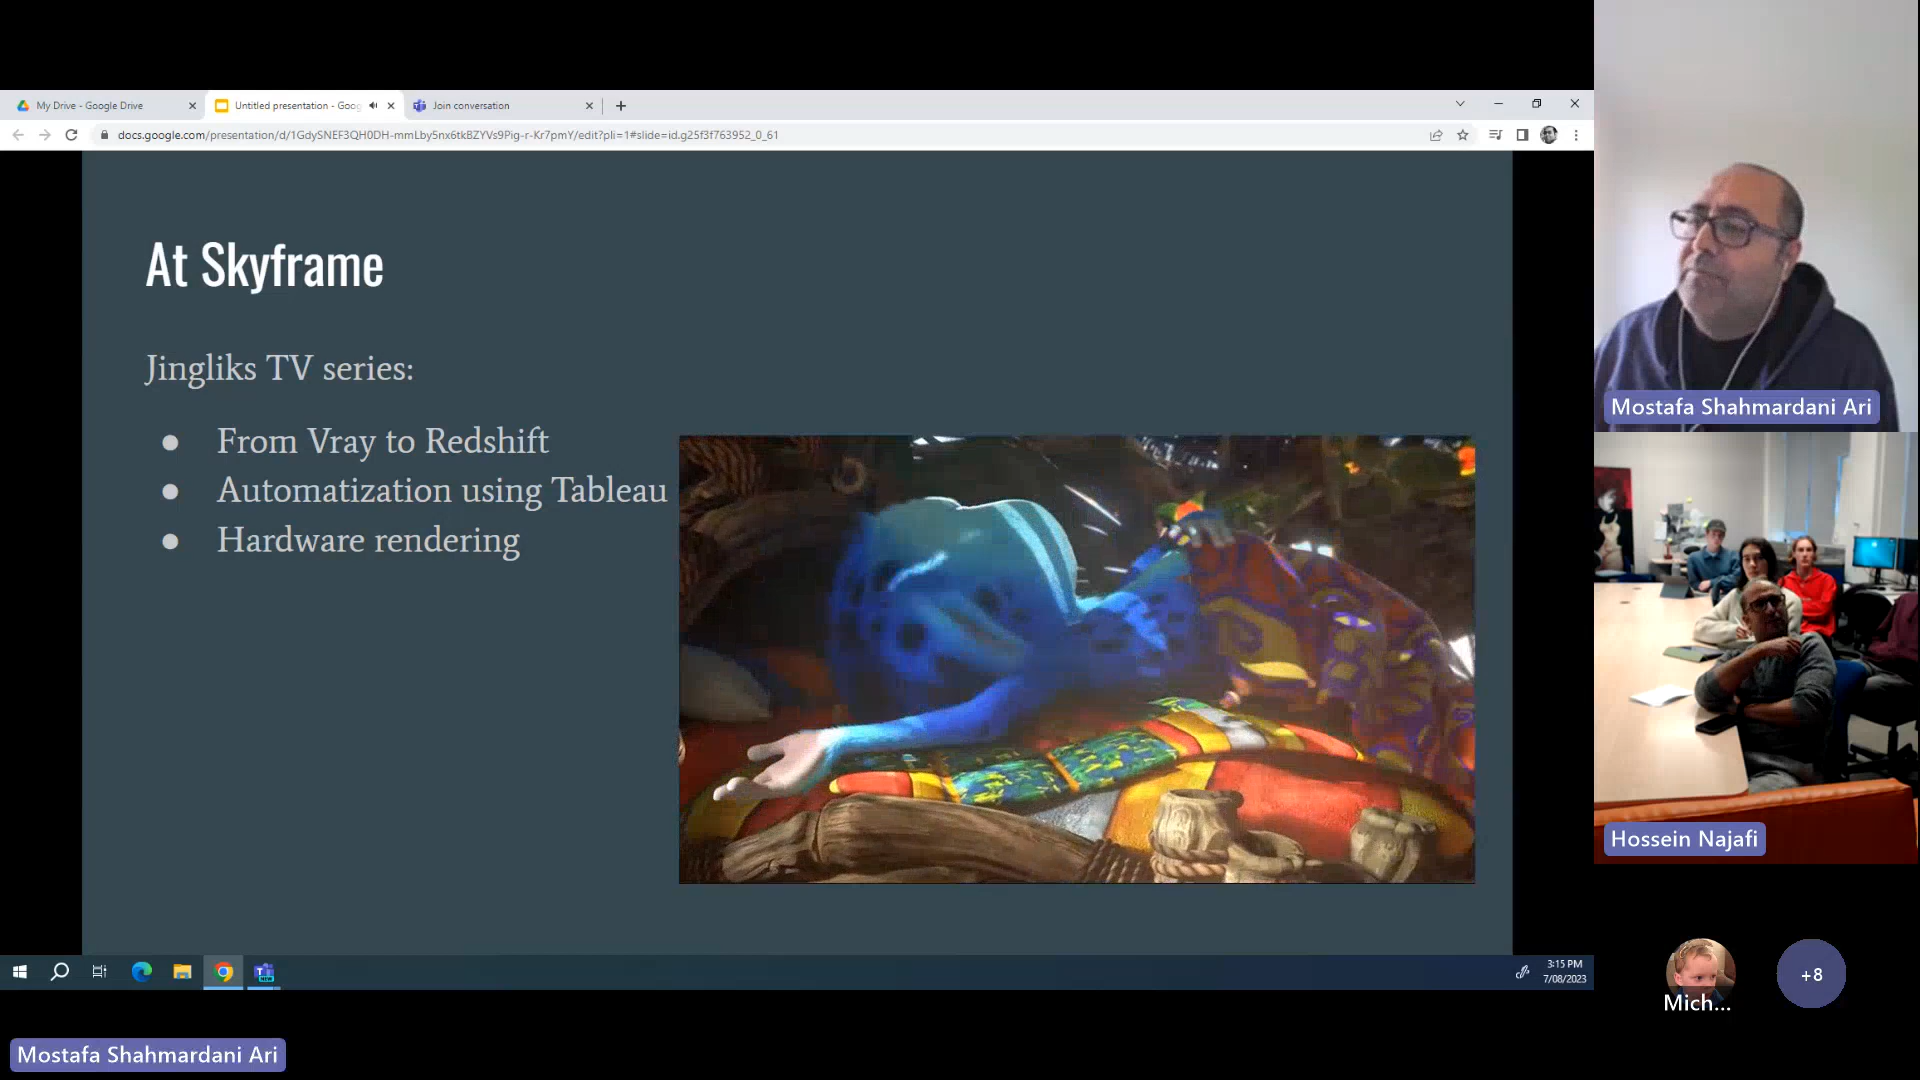 My Drive - Google Drive
Untitled presentation - Goog
Join conversation
docs.google.com/presentation/d/1GdySNEF3QH0DH-mmLby5nx6tkBZYVs9Pig-r-Kr7pmY/edit?pli=1#slide=id.g25f3f763952_0_61
At Skyframe
Jingliks TV series:
● From Vray to Redshift
● Automatization using Tableau
● Hardware rendering
3:15 PM
7/08/2023
Mostafa Shahmardani Ari
Hossein Najafi
Mich...
+8
Mostafa Shahmardani Ari